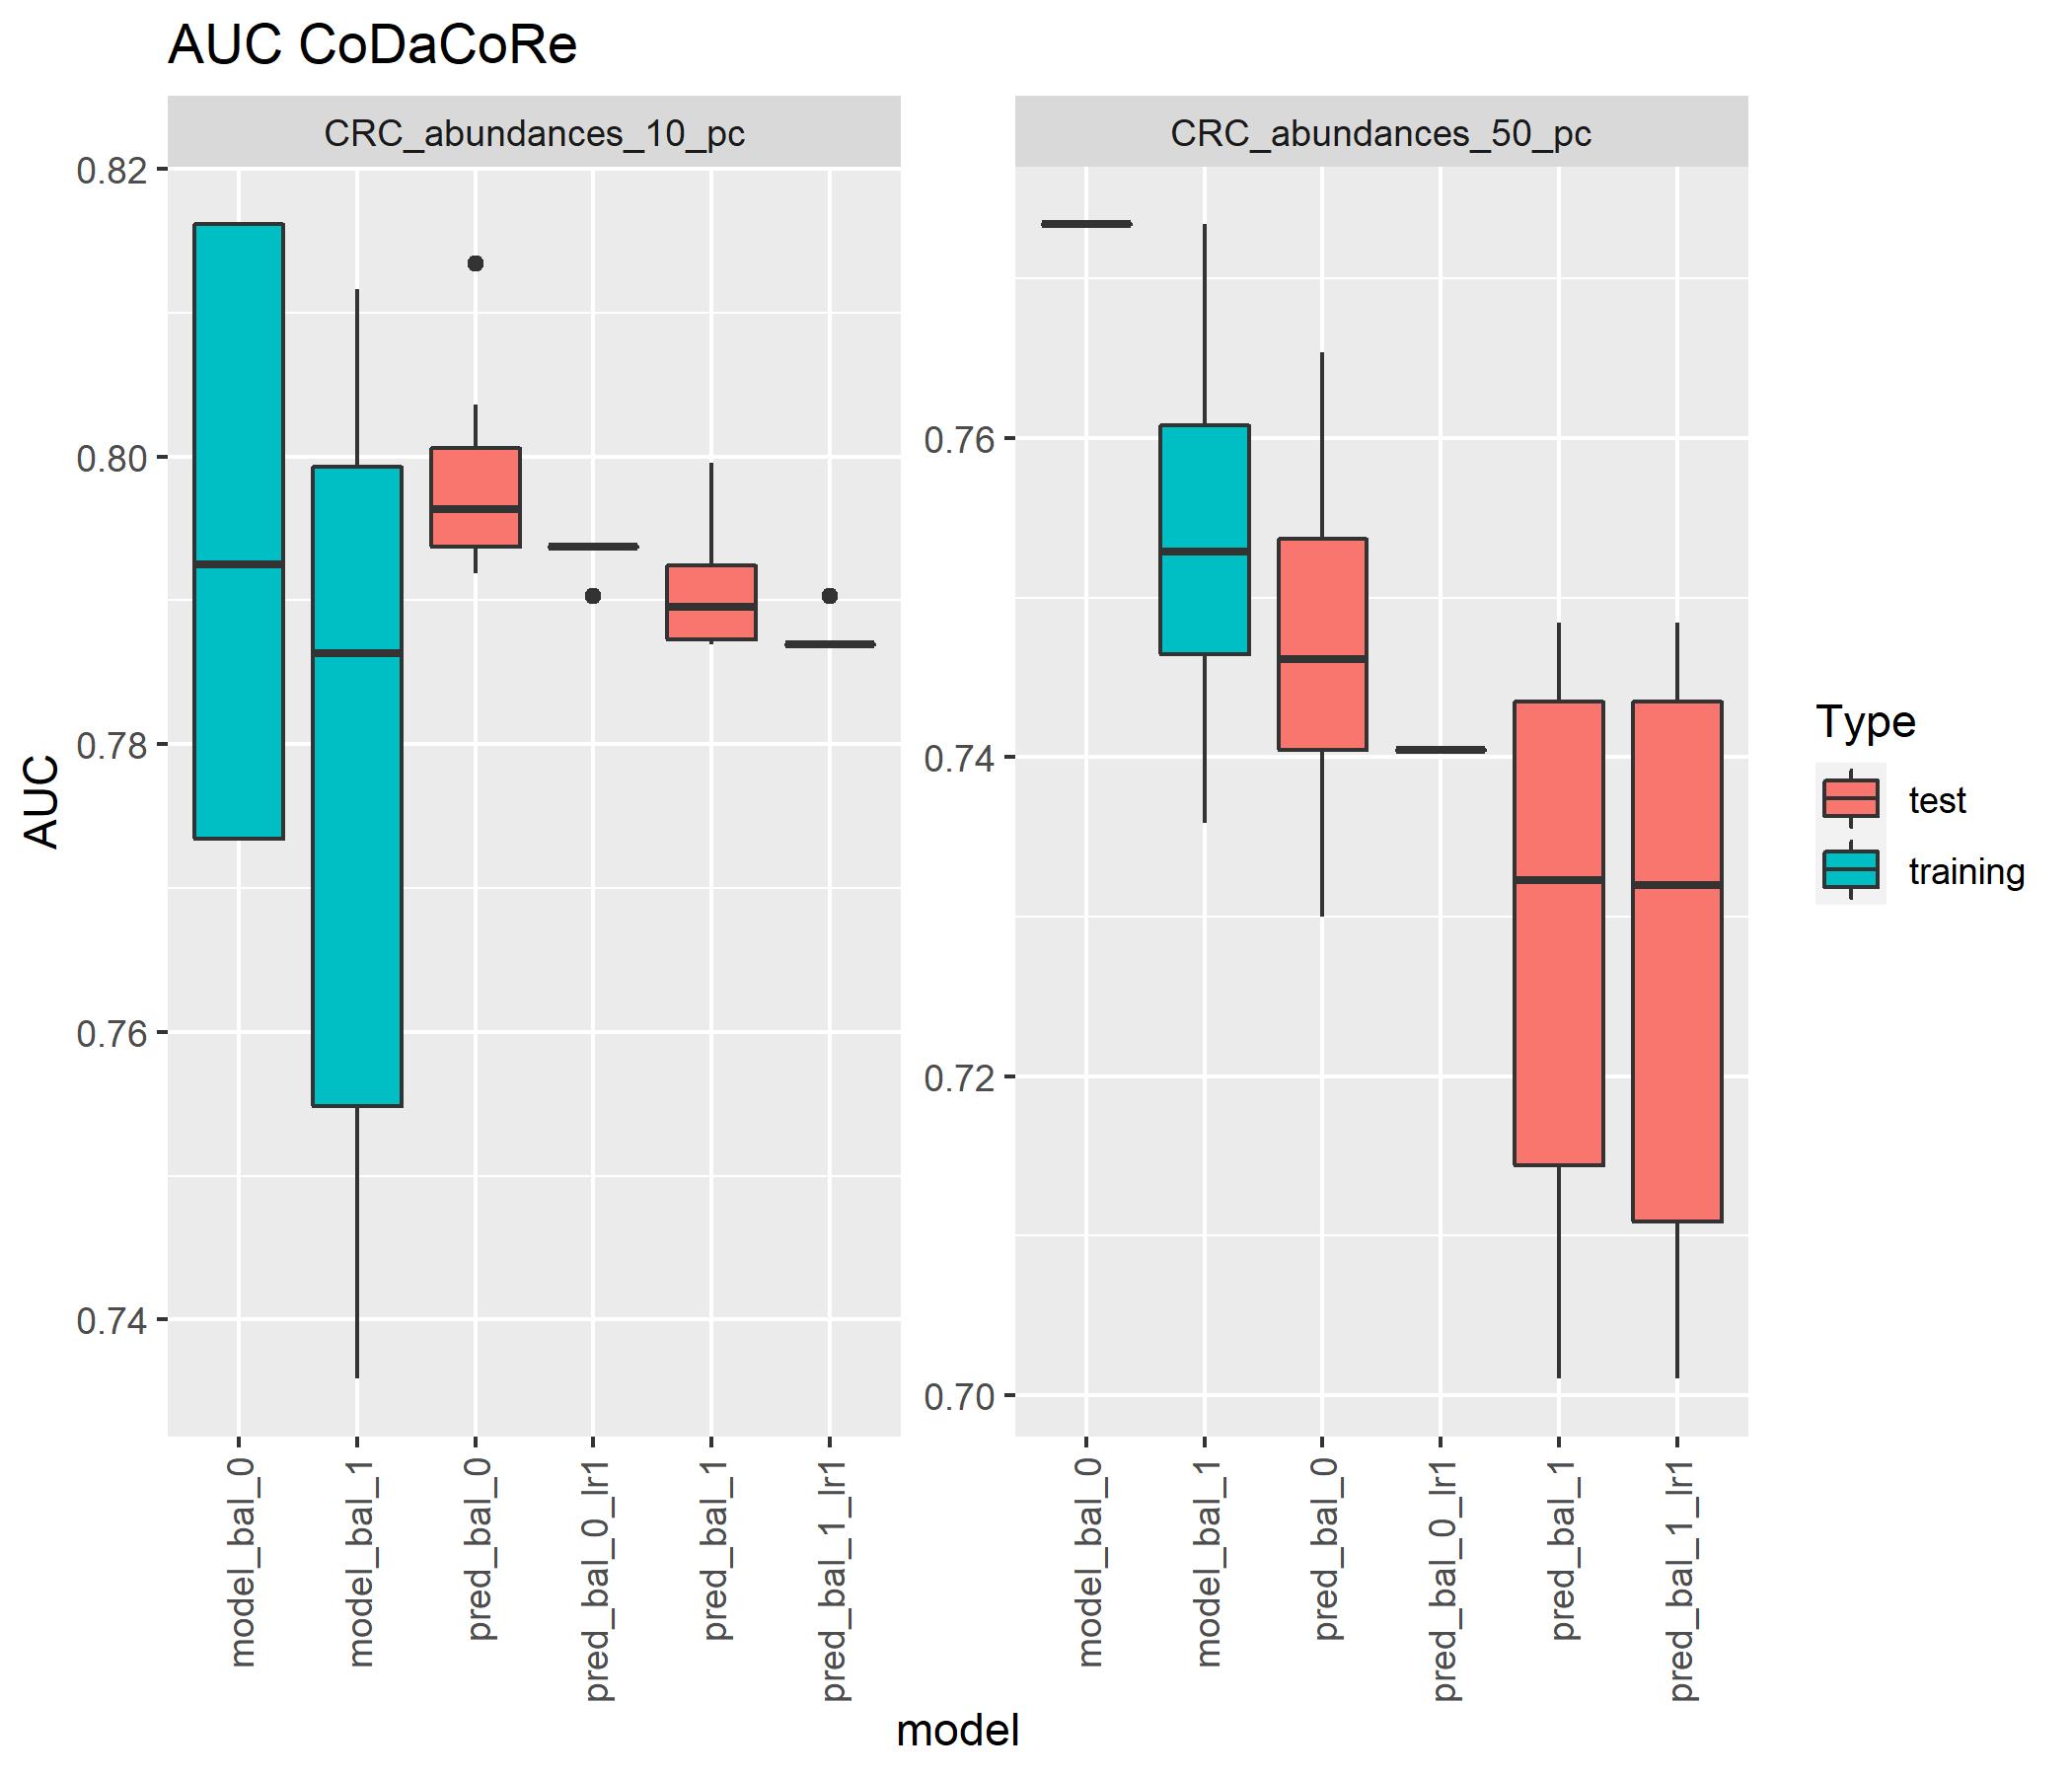 AUC CoDaCoRe
CRC_abundances_10_pc
CRC_abundances_50_pc
AUC
0.82
0.80
0.78
0.76
0.74
0.76
0.74
0.72
0.70
model_bal_0
model_bal_1
pred_bal_0
pred_bal_0_lr1
pred_bal_1
pred_bal_1_lr1
model_bal_0
model_bal_1
pred_bal_0
pred_bal_0_lr1
pred_bal_1
pred_bal_1_lr1
model
Type
test
training